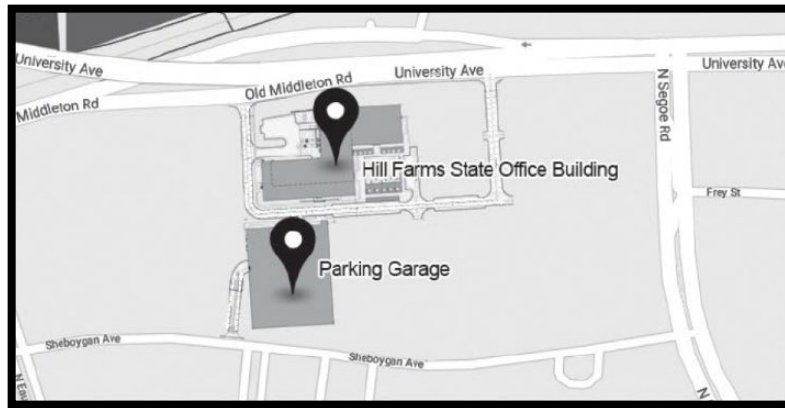 University Ave
Old Middleton Rd
University Ave
University Ave
Middleton Rd
N Segoe Rd
Hill Farms State Office Building
Frey St
Parking Garage
Sheboygan Ave
Sheboygan Ave